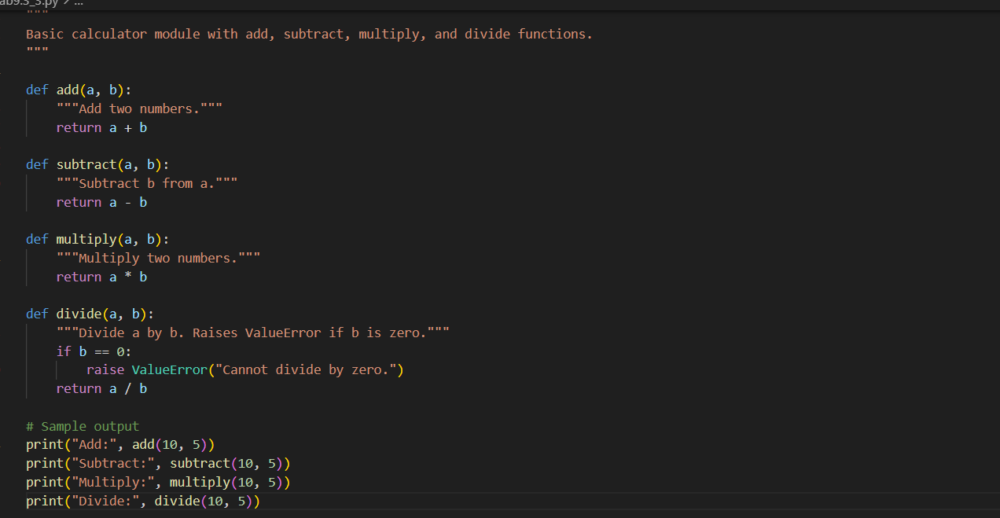 ab9.3_3.py > ...
"""
Basic calculator module with add, subtract, multiply, and divide functions.
"""
def add(a, b):
    """Add two numbers."""
    return a + b
def subtract(a, b):
    """Subtract b from a."""
    return a - b
def multiply(a, b):
    """Multiply two numbers."""
    return a * b
def divide(a, b):
    """Divide a by b. Raises ValueError if b is zero."""
    if b == 0:
        raise ValueError("Cannot divide by zero.")
    return a / b
# Sample output
print("Add:", add(10, 5))
print("Subtract:", subtract(10, 5))
print("Multiply:", multiply(10, 5))
print("Divide:", divide(10, 5))